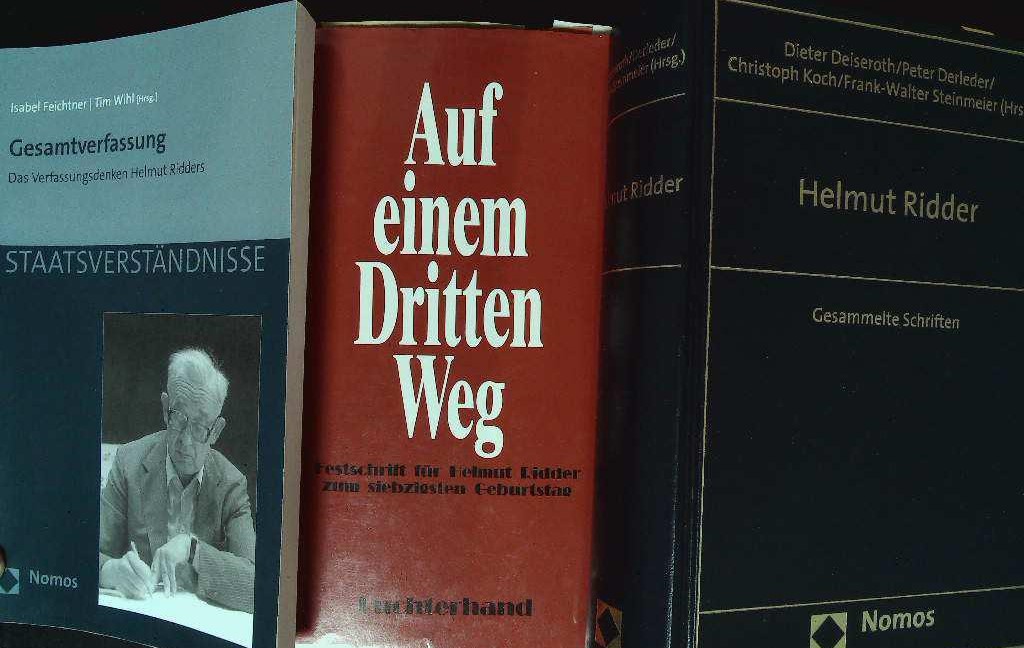 Isabel Feichtner | Tim Wihl (Hrsg.)
Gesamtverfassung
Das Verfassungsdenken Helmut Ridders
STAATSVERSTÄNDNISSE
Nomos
Auf
einem
Dritten
Weg
Festschrift für Helmut Ridder
zum siebzigsten Geburtstag
Luchterhand
(Hrsg.)
Ridder
Dieter Deiseroth/Peter Derleder/
Christoph Koch/Frank-Walter Steinmeier (Hrs
Helmut Ridder
Gesammelte Schriften
Nomos